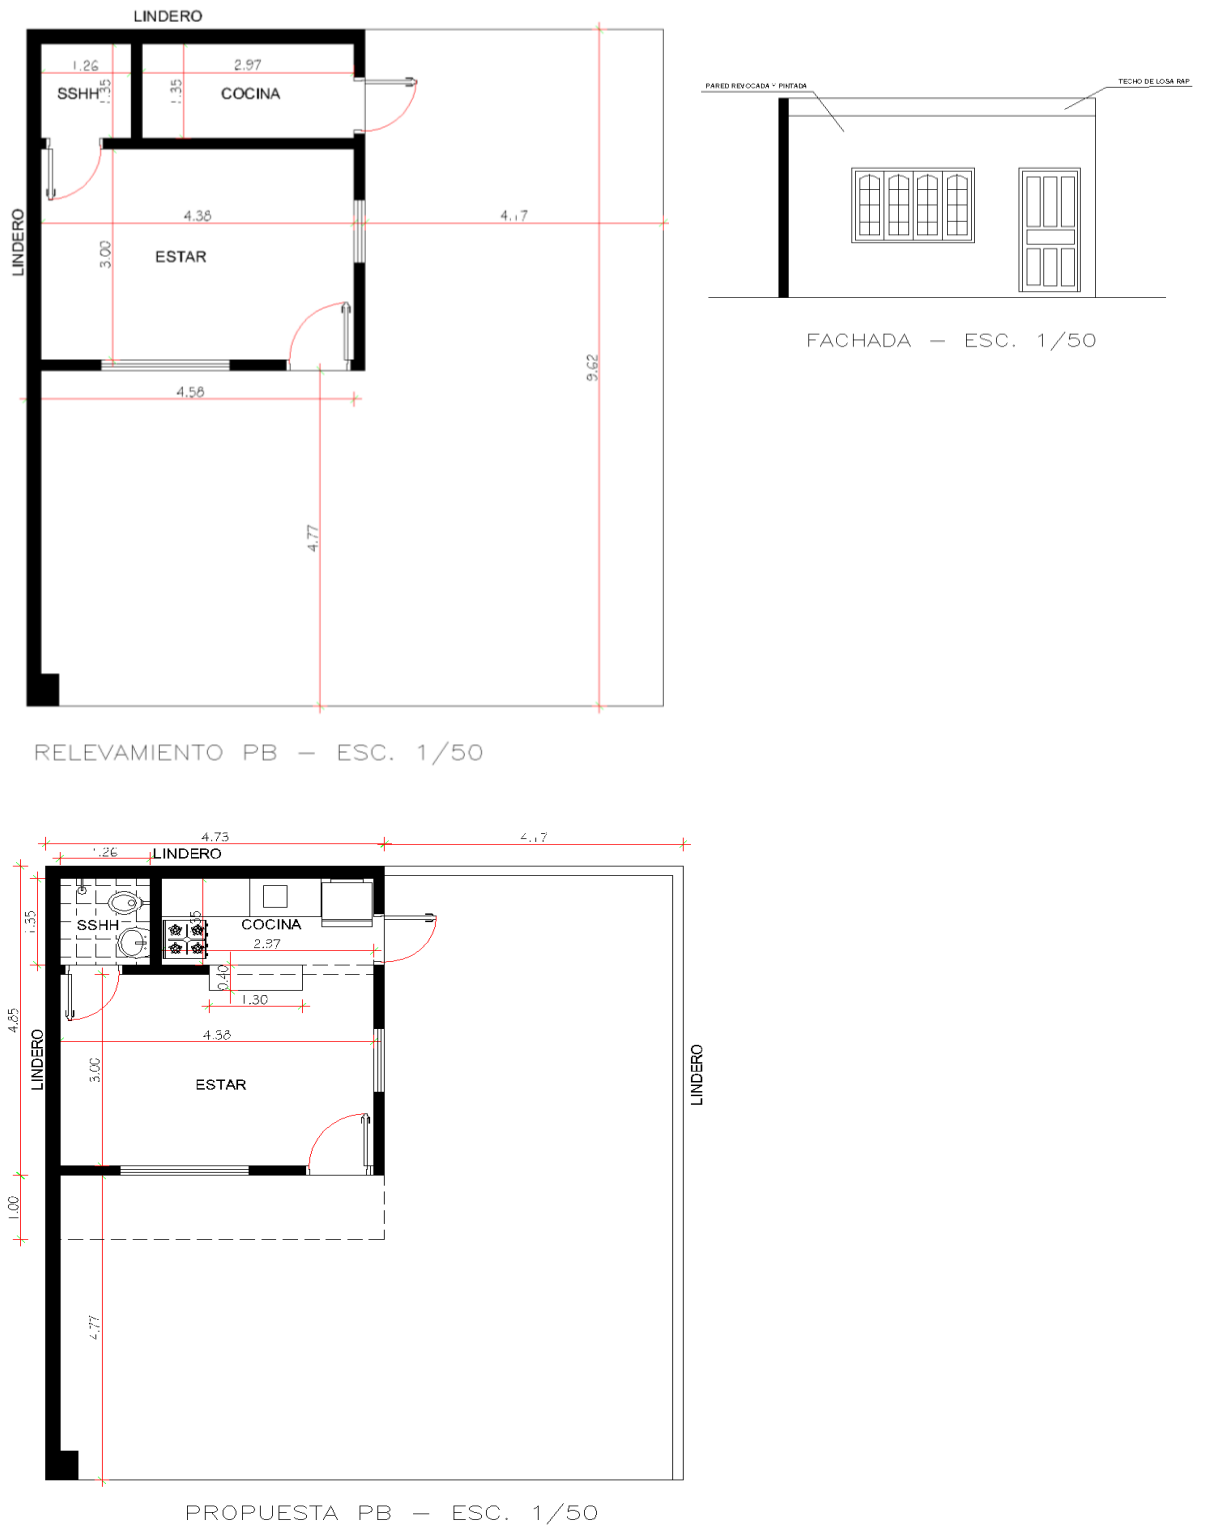 LINDERO
1.26
2.97
SSHH
1.35
1.35
COCINA
LINDERO
4.38
4.17
3.00
ESTAR
9.62
4.58
4.77
RELEVAMIENTO PB - ESC. 1/50
PARED REVOCADA Y PINTADA
TECHO DE LOSA RAP
FACHADA - ESC. 1/50
4.73
4.17
1.26
LINDERO
1.35
SSHH
COCINA
2.97
0.40
1.30
4.85
4.38
LINDERO
3.00
ESTAR
LINDERO
1.00
4.77
PROPUESTA PB - ESC. 1/50